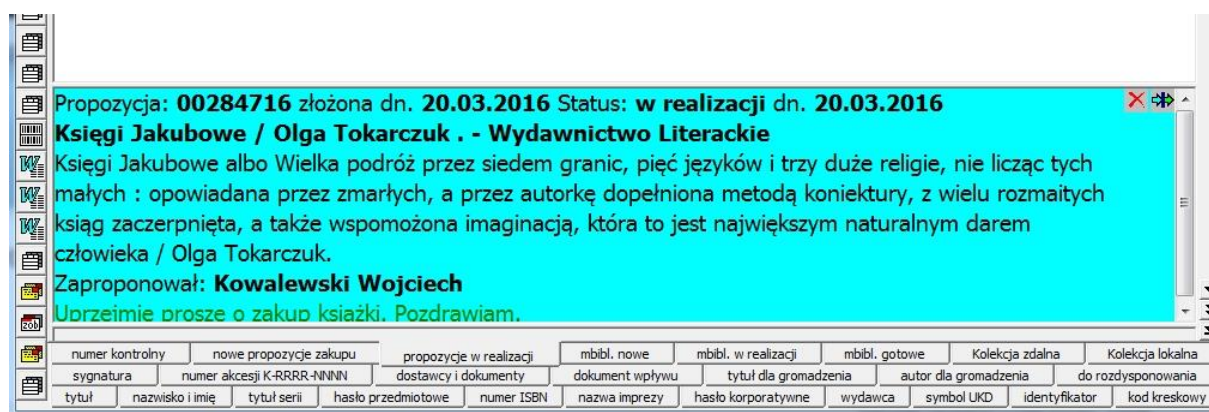 Propozycja: 00284716 złożona dn. 20.03.2016 Status: w realizacji dn. 20.03.2016
Księgi Jakubowe / Olga Tokarczuk . - Wydawnictwo Literackie
Księgi Jakubowe albo Wielka podróż przez siedem granic, pięć języków i trzy duże religie, nie licząc tych
małych : opowiadana przez zmarłych, a przez autorkę dopełniona metodą koniektury, z wielu rozmaitych
ksiąg zaczerpnięta, a także wspomożona imaginacją, która to jest największym naturalnym darem
człowieka / Olga Tokarczuk.
Zaproponował: Kowalewski Wojciech
Uprzejmie prosze o zakup książki. Pozdrawiam.
zob
numer kontrolny nowe propozycje zakupu propozycje w realizacji mbibl. nowe mbibl. w realizacji mbibl. gotowe Kolekcja zdalna Kolekcja lokalna
sygnatura numer akcesji K-RRRR-NNNN dostawcy i dokumenty dokument wpływu tytuł dla gromadzenia autor dla gromadzenia do rozdysponowania
tytuł nazwisko i imię tytuł serii hasło przedmiotowe numer ISBN nazwa imprezy hasło korporatywne wydawca symbol UKD identyfikator kod kreskowy